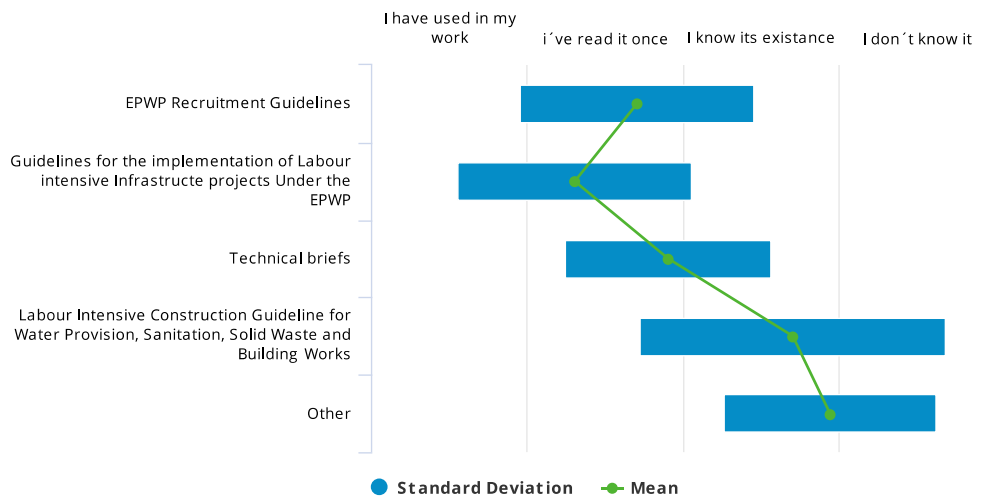 I have used in my
work
i´ve read it once
I know its existance
I don´t know it
EPWP Recruitment Guidelines
Guidelines for the implementation of Labour
intensive Infrastructe projects Under the
EPWP
Technical briefs
Labour Intensive Construction Guideline for
Water Provision, Sanitation, Solid Waste and
Building Works
Other
Standard Deviation
Mean